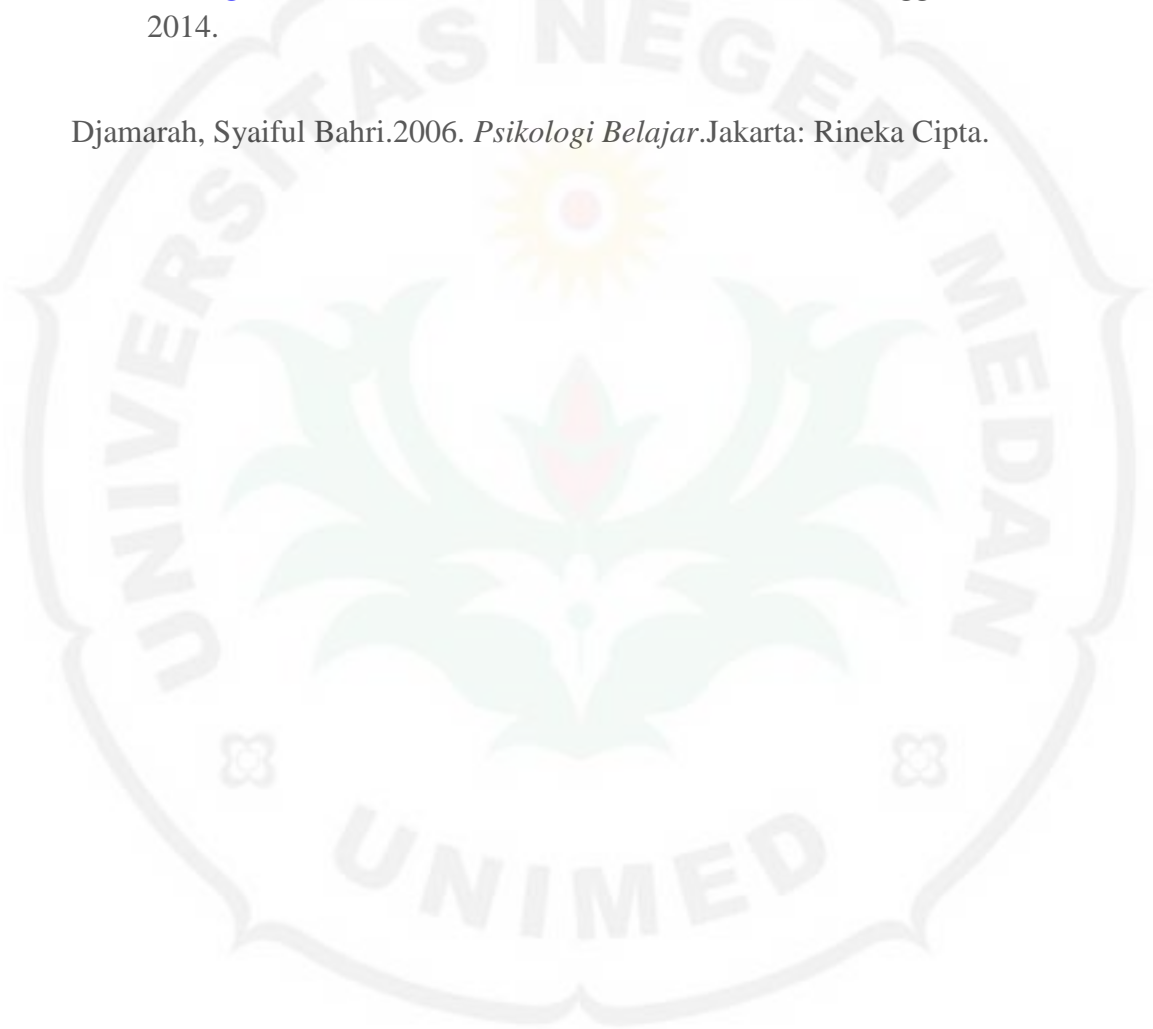 2014.
Djamarah, Syaiful Bahri.2006. Psikologi Belajar.Jakarta: Rineka Cipta.
UNIVERSITAS NEGERI MEDAN
UNIMED